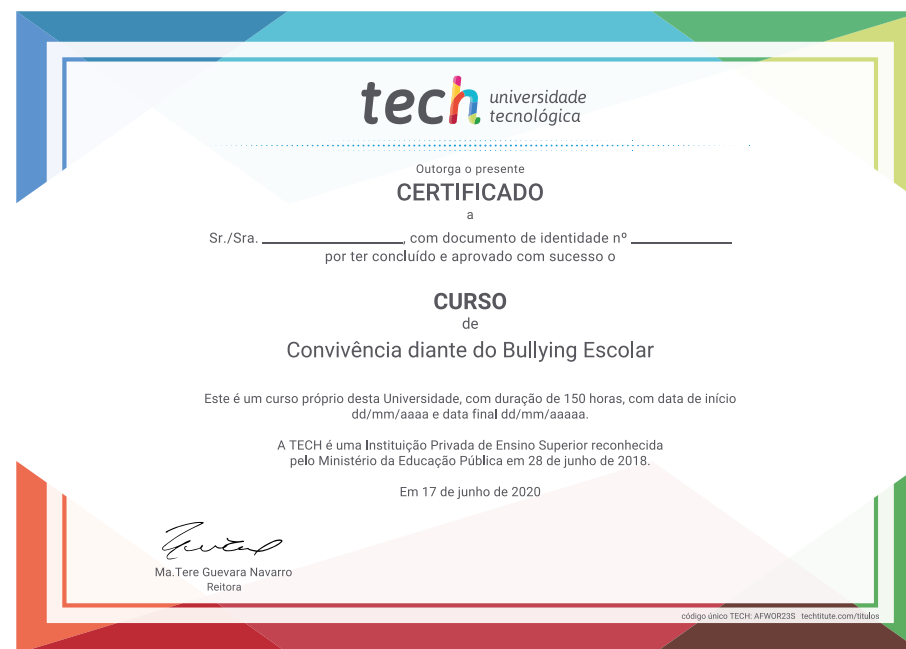 tech universidade
tecnológica
Outorga o presente
CERTIFICADO
a
Sr./Sra. ________________, com documento de identidade nº ___________
por ter concluído e aprovado com sucesso o
CURSO
de
Convivência diante do Bullying Escolar
Este é um curso próprio desta Universidade, com duração de 150 horas, com data de início
dd/mm/aaaa e data final dd/mm/aaaaa.
A TECH é uma Instituição Privada de Ensino Superior reconhecida
pelo Ministério da Educação Pública em 28 de junho de 2018.
Em 17 de junho de 2020
Ma.Tere Guevara Navarro
Reitora
código único TECH: AFWOR23S techtitute.com/titulos